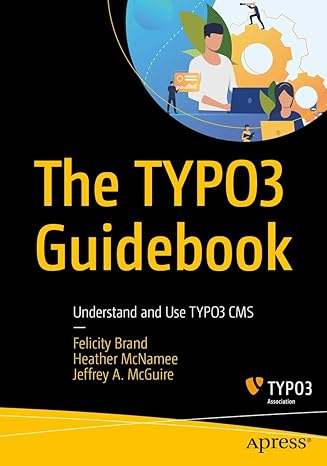 The TYPO3
Guidebook
Understand and Use TYPO3 CMS
Felicity Brand
Heather McNamee
Jeffrey A. McGuire
TYPO3
Association
Apress®